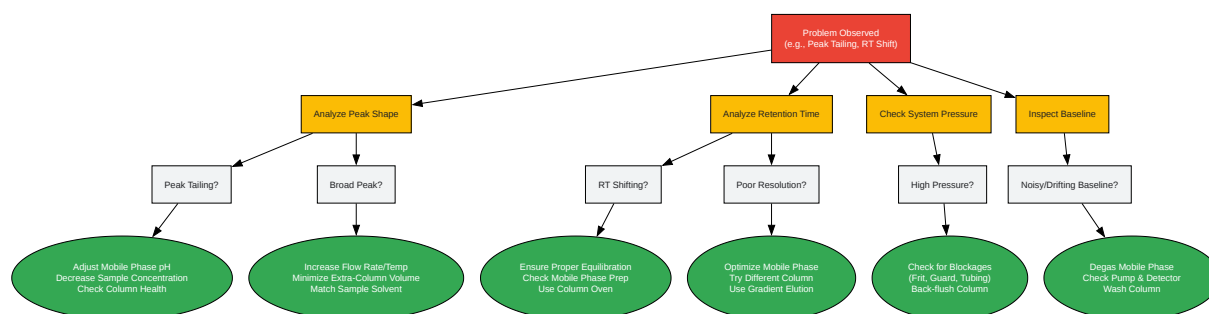 Problem Observed
(e.g., Peak Tailing, RT Shift)
Analyze Peak Shape
Analyze Retention Time
Check System Pressure
Inspect Baseline
Peak Tailing?
Broad Peak?
RT Shifting?
Poor Resolution?
High Pressure?
Noisy/Drifting Baseline?
Adjust Mobile Phase pH
Decrease Sample Concentration
Check Column Health
Increase Flow Rate/Temp
Minimize Extra-Column Volume
Match Sample Solvent
Ensure Proper Equilibration
Check Mobile Phase Prep
Use Column Oven
Optimize Mobile Phase
Try Different Column
Use Gradient Elution
Check for Blockages
(Frit, Guard, Tubing)
Back-flush Column
Degas Mobile Phase
Check Pump & Detector
Wash Column